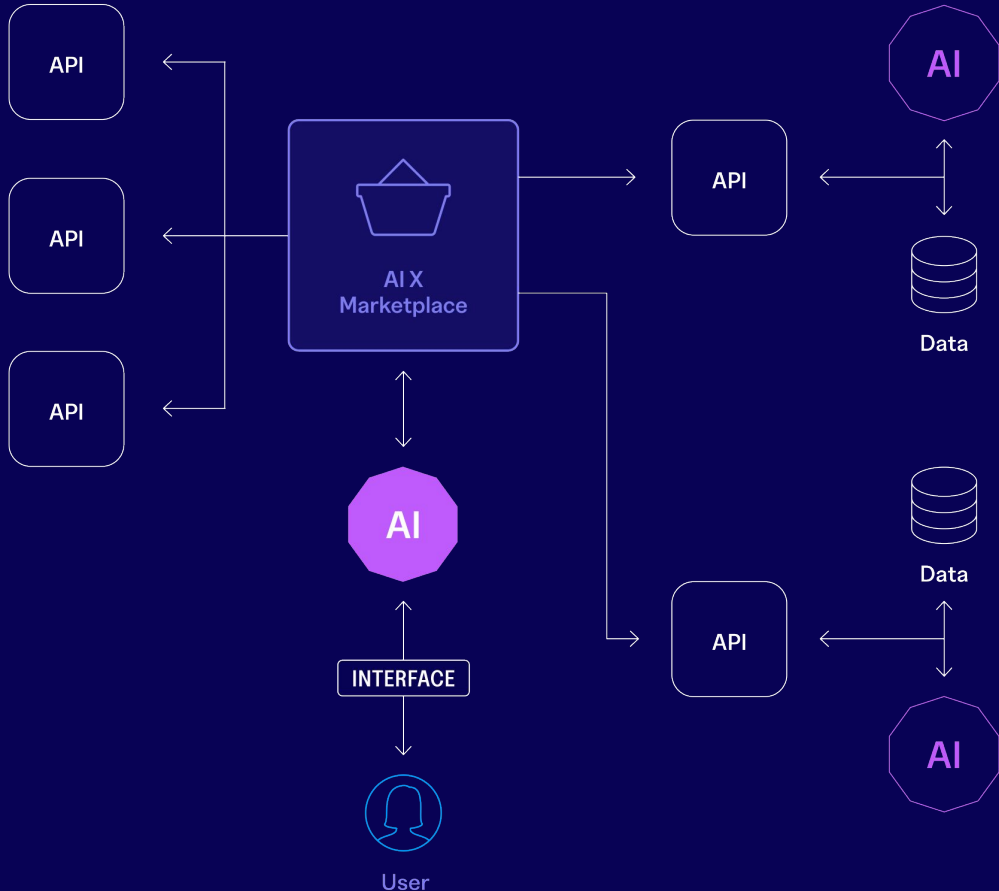 API
AI
API
AI X
Marketplace
API
Data
API
AI
Data
API
INTERFACE
AI
User